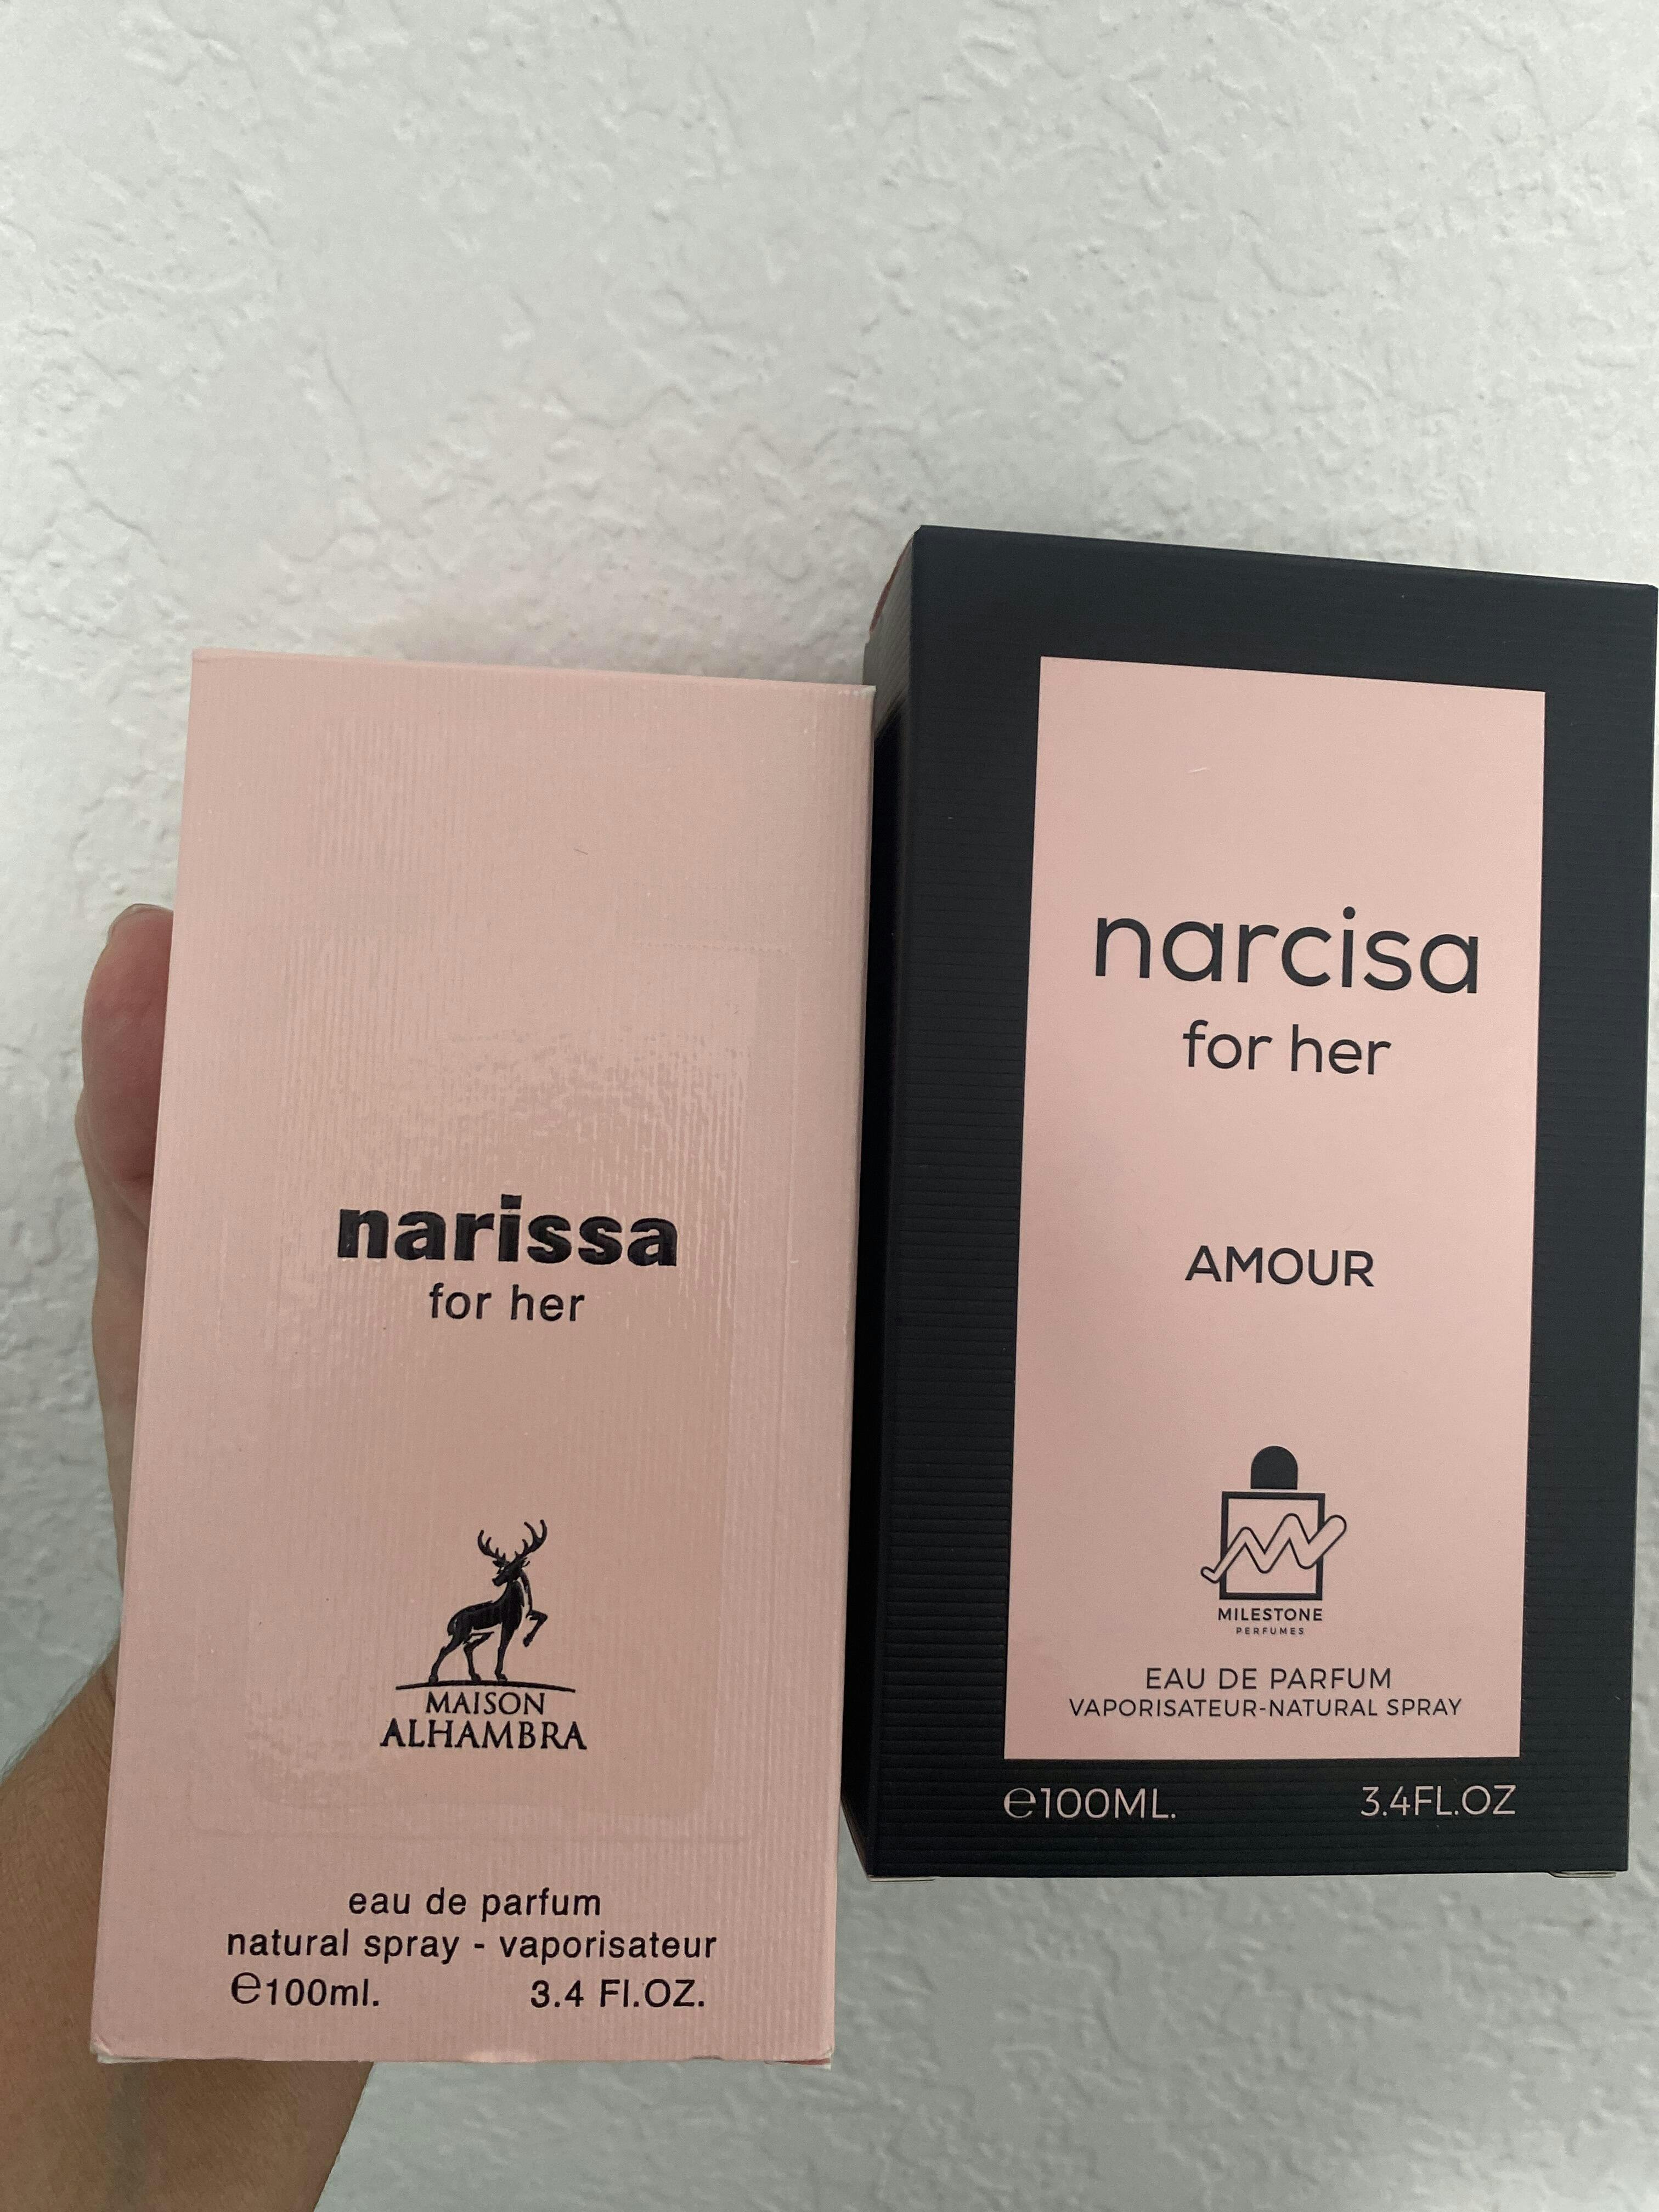 narissa
for her
MAISON
ALHAMBRA
eau de parfum
natural spray - vaporisateur
℮100ml. 3.4 Fl.OZ.
narcisa
for her
AMOUR
MILESTONE
PERFUMES
EAU DE PARFUM
VAPORISATEUR-NATURAL SPRAY
℮100ML. 3.4FL.OZ